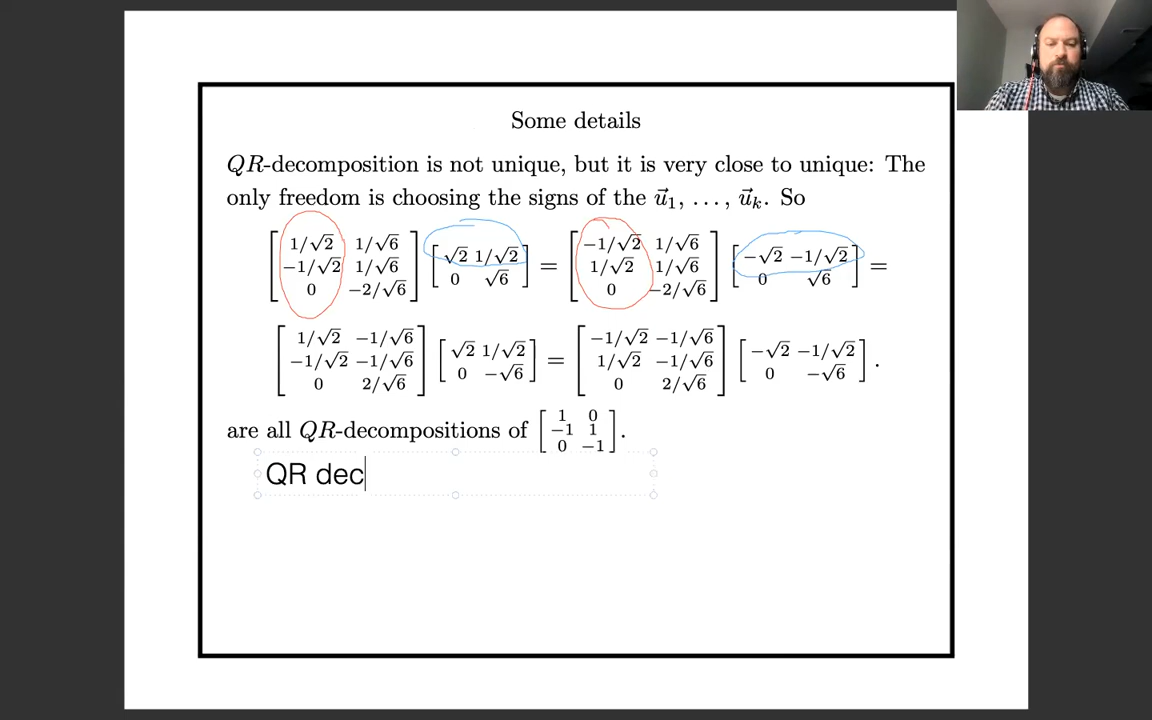 Some details
QR-decomposition is not unique, but it is very close to unique: The
only freedom is choosing the signs of the u⃗₁, …, u⃗ₖ. So
[ 1/√2 1/√6 ; −1/√2 1/√6 ; 0 −2/√6 ] [ √2 1/√2 ; 0 √6 ] = [ −1/√2 1/√6 ; 1/√2 1/√6 ; 0 −2/√6 ] [ −√2 −1/√2 ; 0 √6 ] =
[ 1/√2 −1/√6 ; −1/√2 −1/√6 ; 0 2/√6 ] [ √2 1/√2 ; 0 −√6 ] = [ −1/√2 −1/√6 ; 1/√2 −1/√6 ; 0 2/√6 ] [ −√2 −1/√2 ; 0 −√6 ] .
are all QR-decompositions of [ 1 0 ; −1 1 ; 0 −1 ].
QR dec